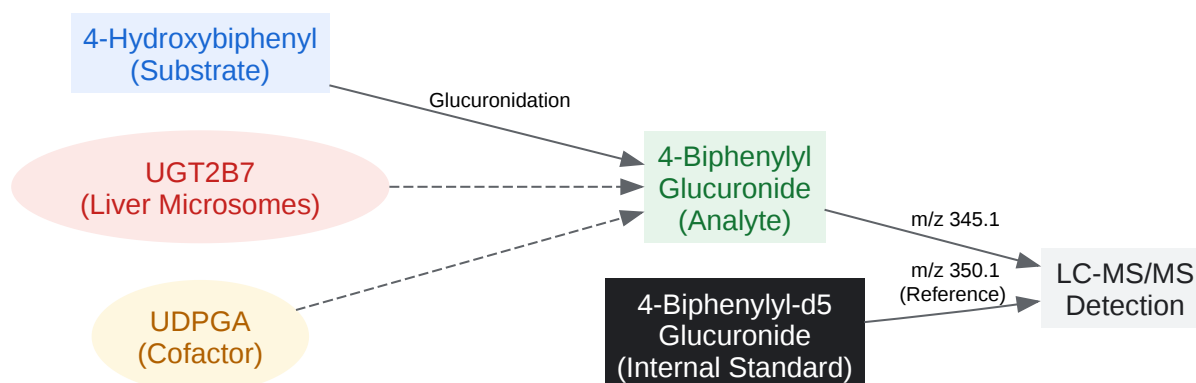 4-Hydroxybiphenyl
(Substrate)
Glucuronidation
UGT2B7
(Liver Microsomes)
4-Biphenylyl
Glucuronide
(Analyte)
m/z 345.1
UDPGA
(Cofactor)
4-Biphenylyl-d5
Glucuronide
(Internal Standard)
m/z 350.1
(Reference)
LC-MS/MS
Detection